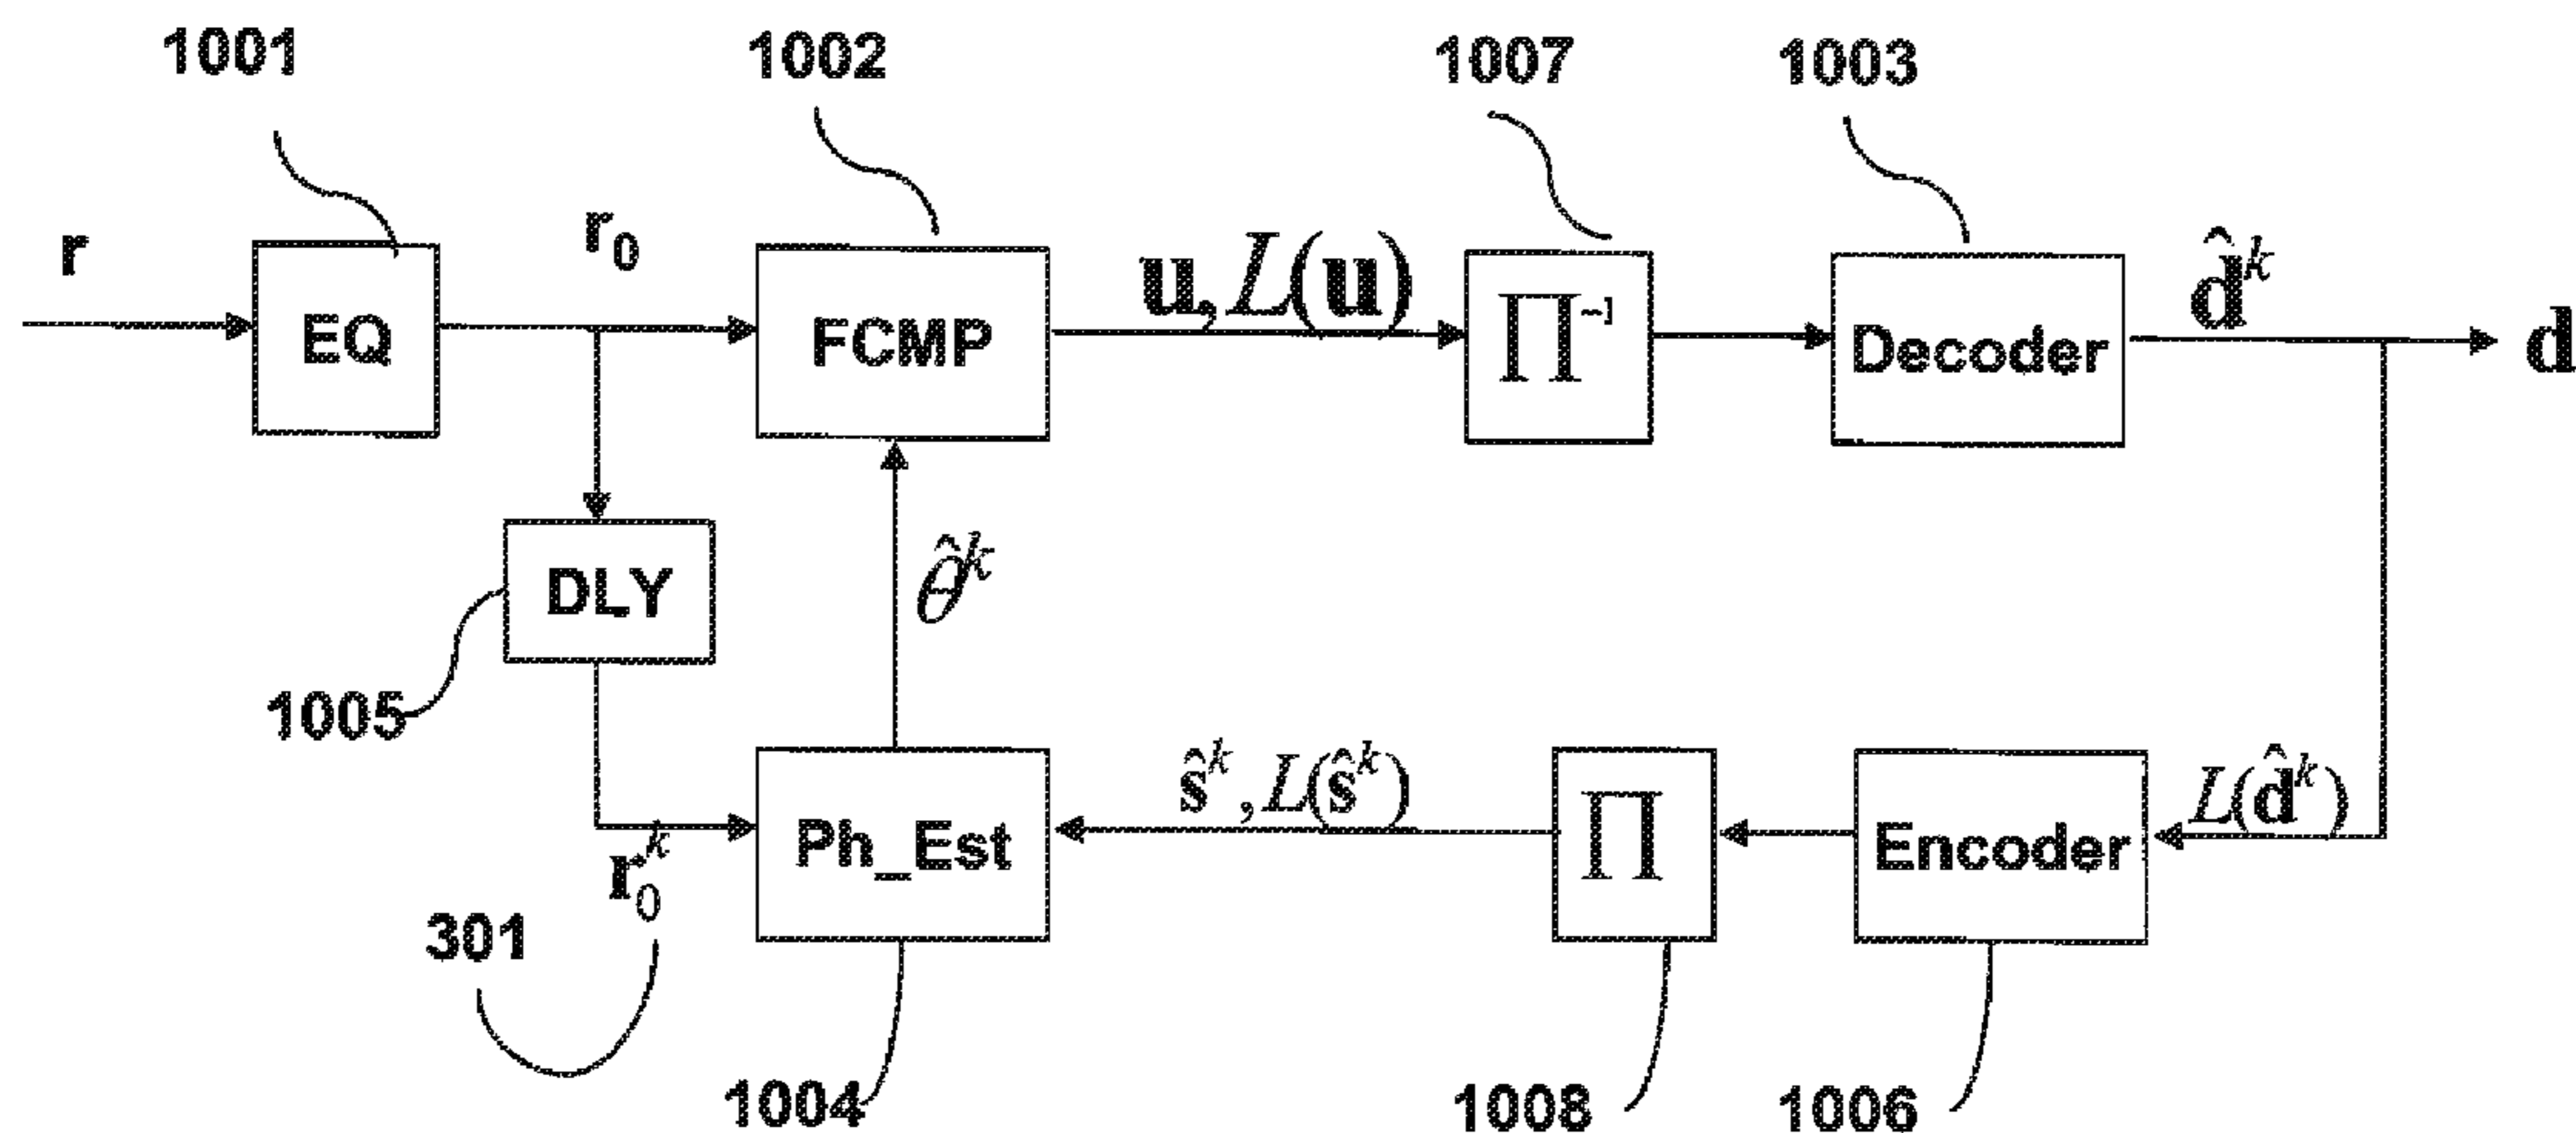 1001
1002
1007
1003
r
r₀
u, L(u)
d̂ᵏ
EQ
FCMP
∏⁻¹
Decoder
d
DLY
θ̂ᵏ
1005
ŝᵏ, L(ŝᵏ)
L(d̂ᵏ)
Ph_Est
∏
Encoder
r₀ᵏ
301
1004
1008
1006